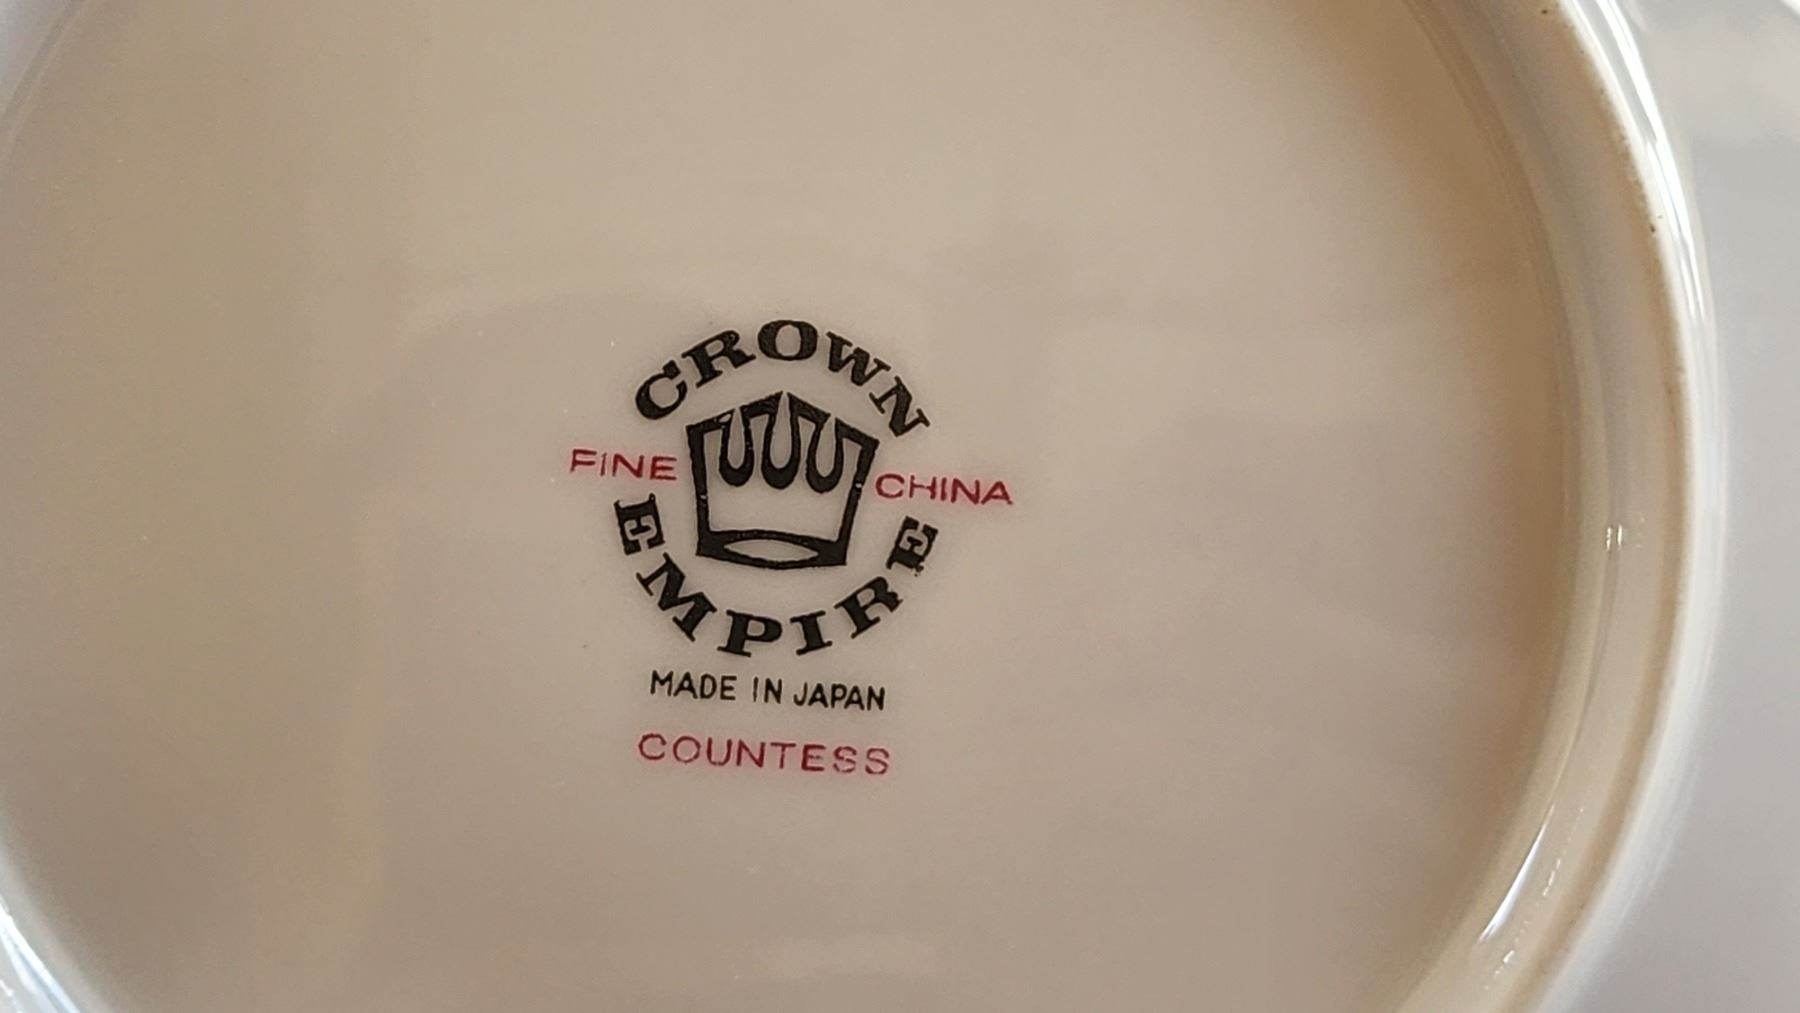 CROWN
FINE CHINA
EMPIRE
MADE IN JAPAN
COUNTESS